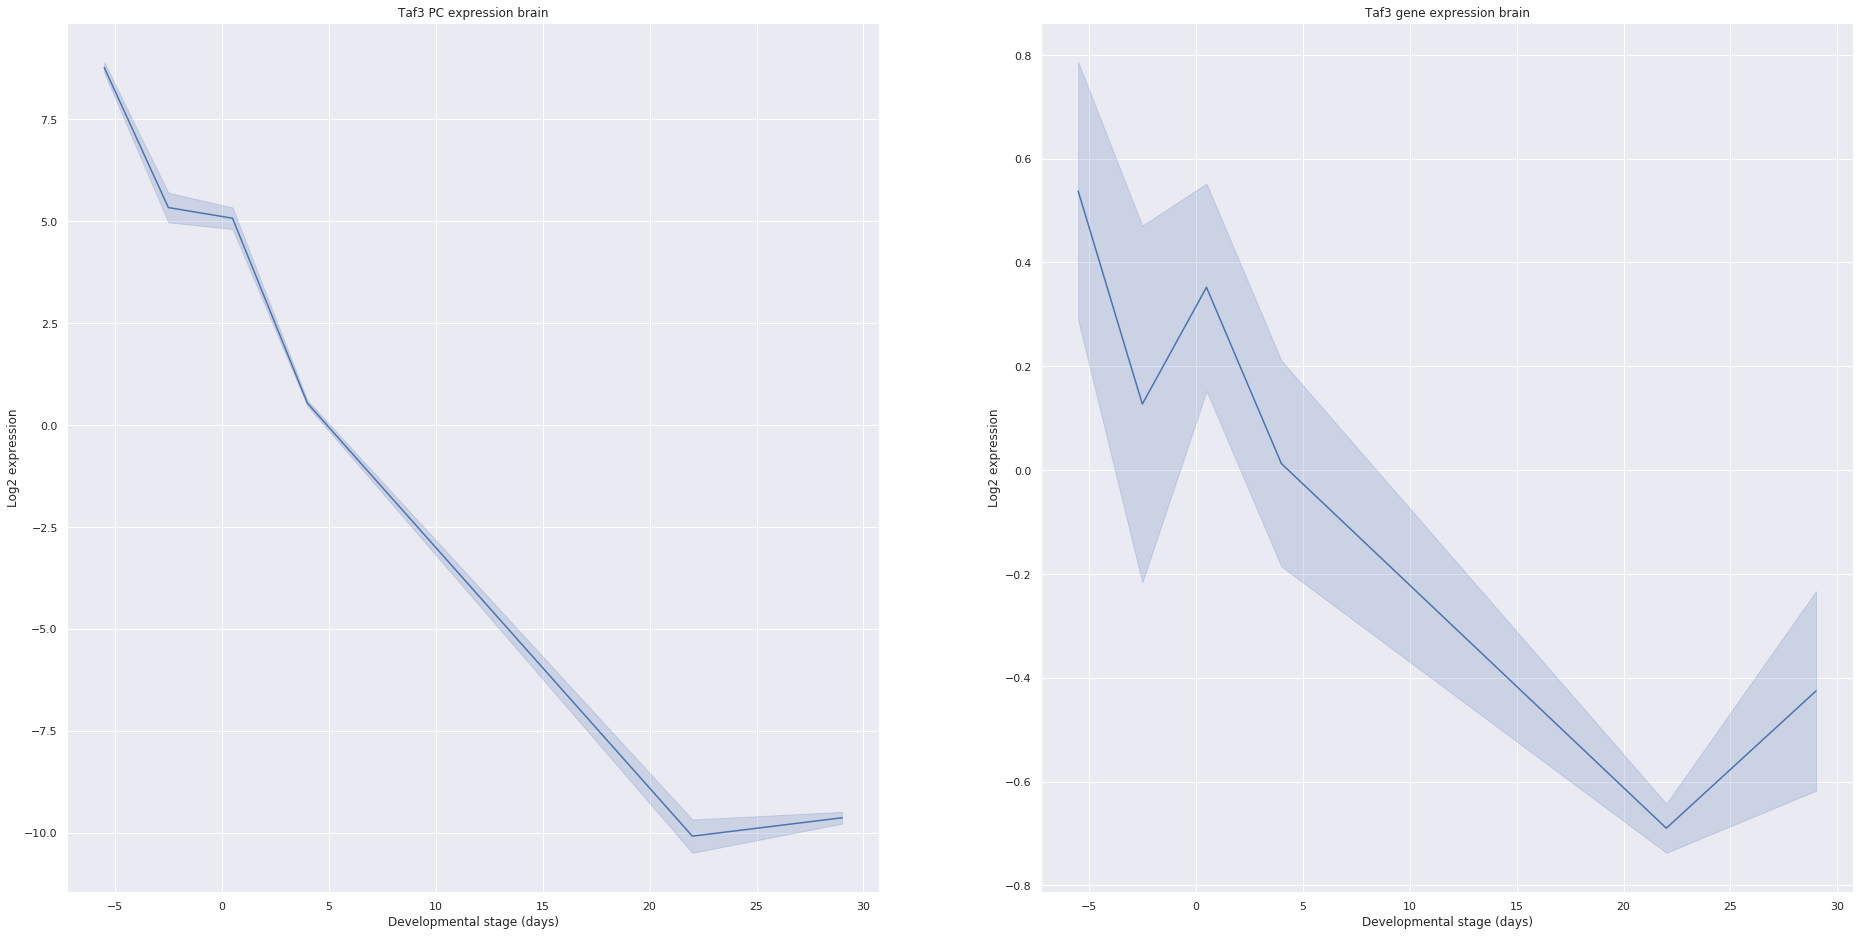 Taf3 PC expression brain
Log2 expression
7.5
5.0
2.5
0.0
−2.5
−5.0
−7.5
−10.0
−5 0 5 10 15 20 25 30
Developmental stage (days)
Taf3 gene expression brain
Log2 expression
0.8
0.6
0.4
0.2
0.0
−0.2
−0.4
−0.6
−0.8
−5 0 5 10 15 20 25 30
Developmental stage (days)